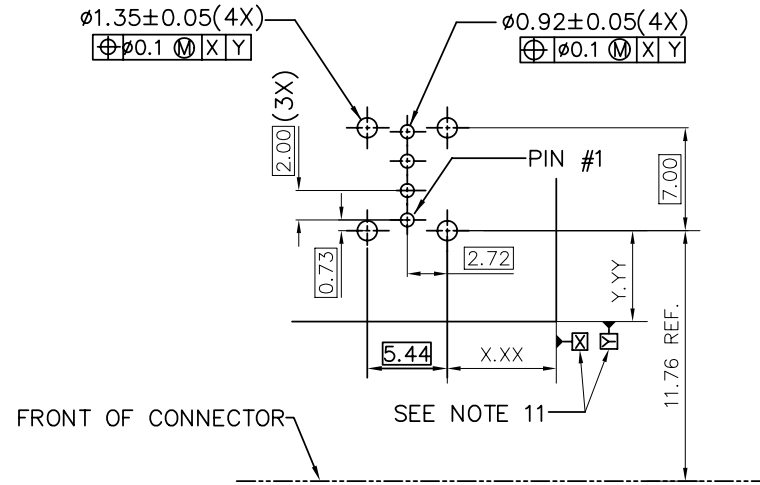 ø1.35±0.05(4X)
⌖ ø0.1 Ⓜ X Y
ø0.92±0.05(4X)
⌖ ø0.1 Ⓜ X Y
2.00 (3X)
PIN #1
7.00
0.73
2.72
Y.YY
5.44
X.XX
X
Y
11.76 REF.
FRONT OF CONNECTOR
SEE NOTE 11